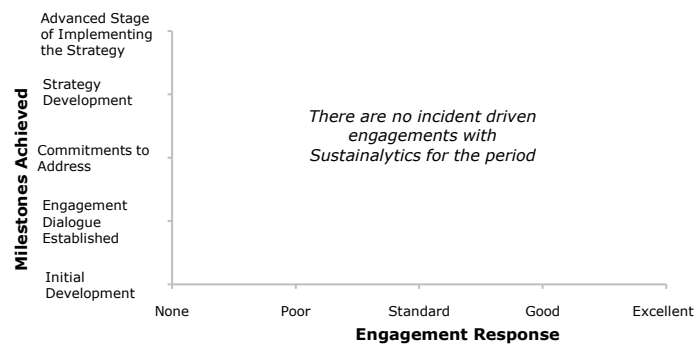 Advanced Stage
of Implementing
the Strategy
Strategy
Development
Commitments to
Address
Engagement
Dialogue
Established
Initial
Development
Milestones Achieved
There are no incident driven
engagements with
Sustainalytics for the period
None
Poor
Standard
Good
Excellent
Engagement Response